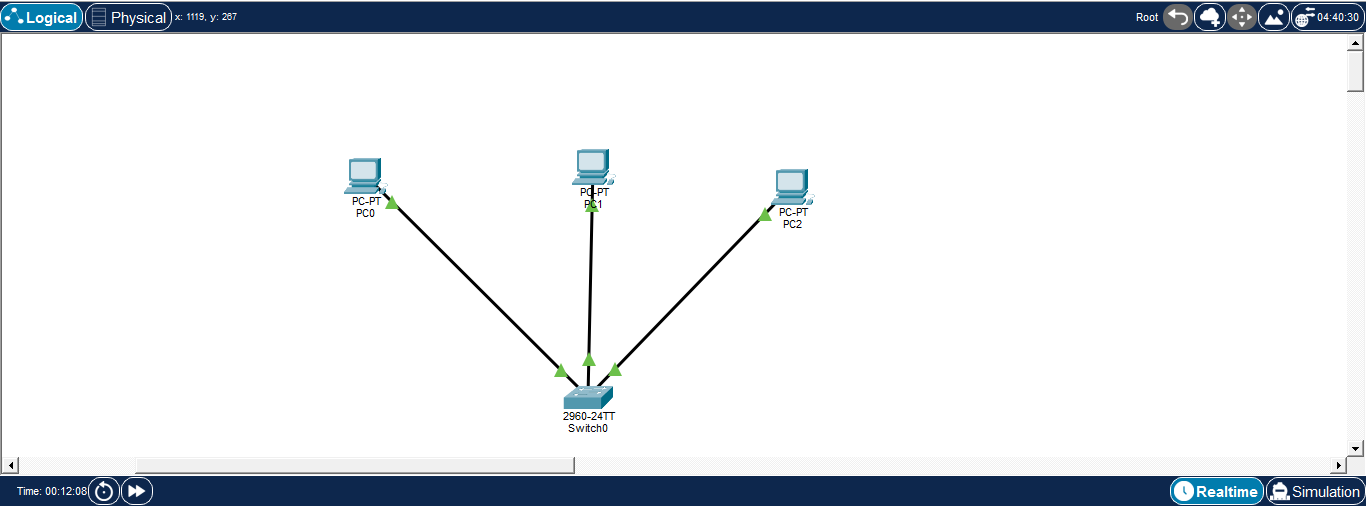 Logical Physical x: 1119, y: 267 Root 04:40:30
PC-PT
PC0
PC-PT
PC1
PC-PT
PC2
2960-24TT
Switch0
Time: 00:12:08 Realtime Simulation